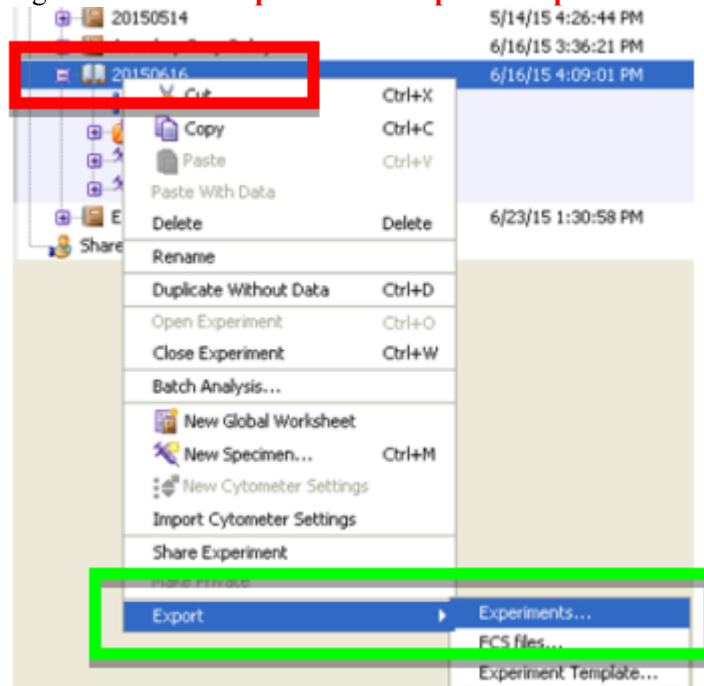 20150514 5/14/15 4:26:44 PM
6/16/15 3:36:21 PM
20150616 6/16/15 4:09:01 PM
Cut Ctrl+X
Copy Ctrl+C
Paste Ctrl+V
Paste With Data
E 6/23/15 1:30:58 PM
Delete Delete
Share
Rename
Duplicate Without Data Ctrl+D
Open Experiment Ctrl+O
Close Experiment Ctrl+W
Batch Analysis...
New Global Worksheet
New Specimen... Ctrl+M
New Cytometer Settings
Import Cytometer Settings
Share Experiment
Make Private
Export Experiments...
FCS files...
Experiment Template...